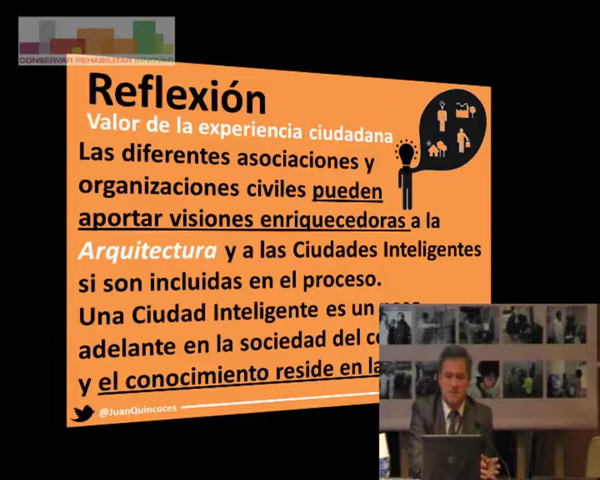 CONSERVAR REHABILITAR INNOVAR
Reflexión
Valor de la experiencia ciudadana
Las diferentes asociaciones y
organizaciones civiles pueden
aportar visiones enriquecedoras a la
Arquitectura y a las Ciudades Inteligentes
si son incluidas en el proceso.
Una Ciudad Inteligente es un
adelante en la sociedad del
y el conocimiento reside en la
@JuanQuincoces